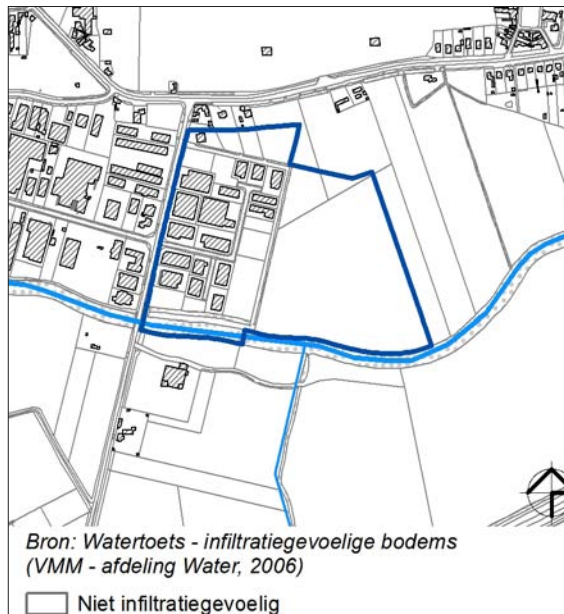 Bron: Watertoets - infiltratiegevoelige bodems
(VMM - afdeling Water, 2006)
Niet infiltratiegevoelig